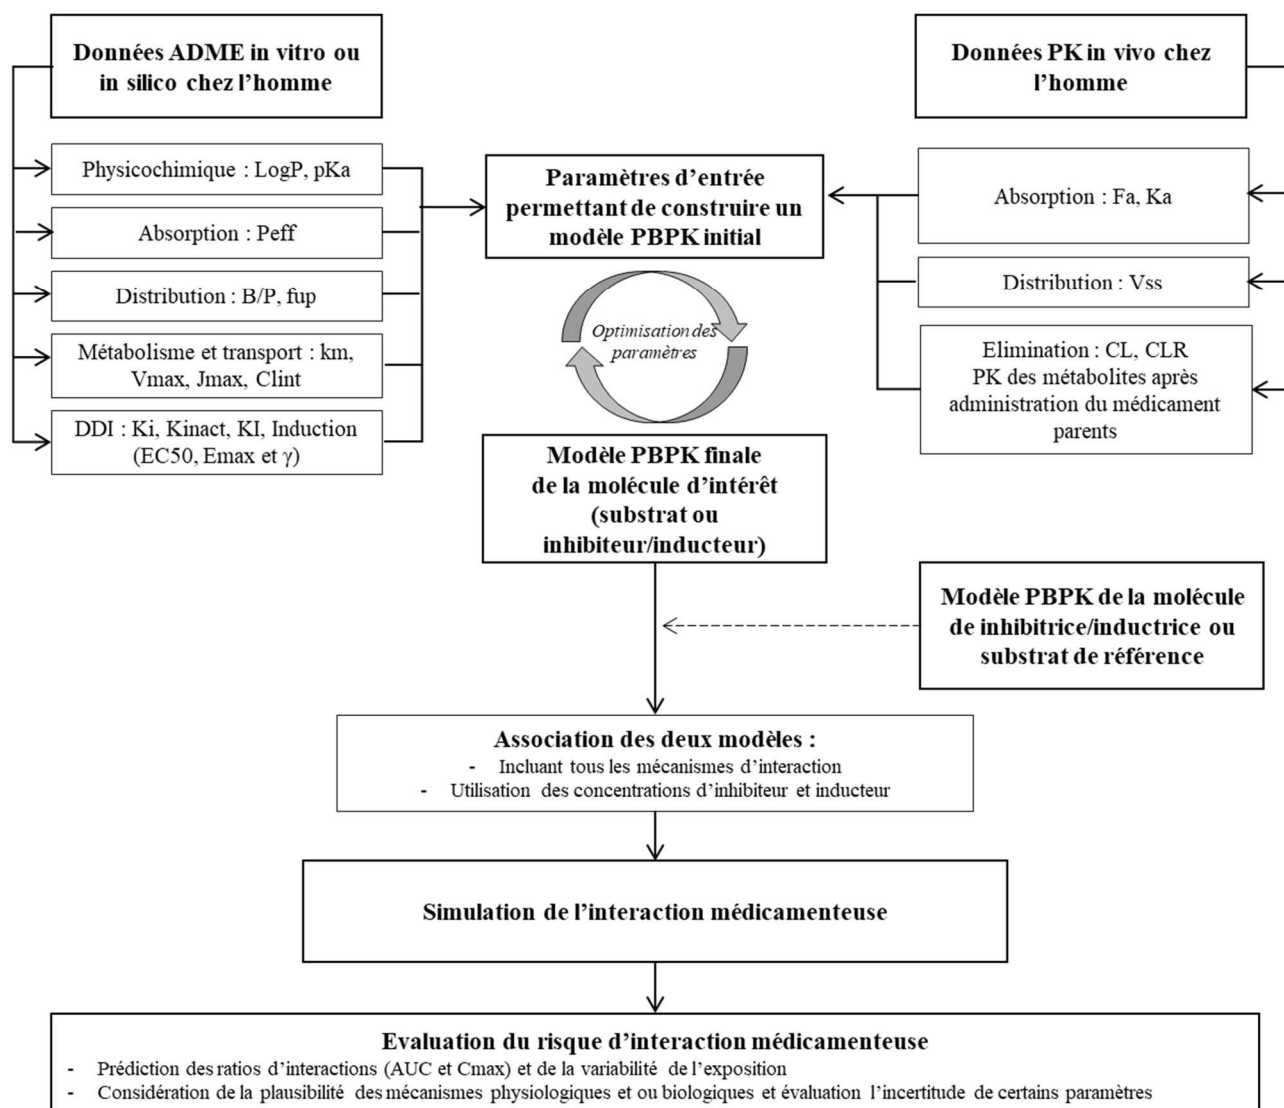 Données ADME in vitro ou
in silico chez l'homme
Physicochimique : LogP, pKa
Absorption : Peff
Distribution : B/P, fup
Métabolisme et transport : km,
Vmax, Jmax, Clint
DDI : Ki, Kinact, KI, Induction
(EC50, Emax et γ)
Paramètres d'entrée
permettant de construire un
modèle PBPK initial
Optimisation des
paramètres
Modèle PBPK finale
de la molécule d'intérêt
(substrat ou
inhibiteur/inducteur)
Données PK in vivo chez
l'homme
Absorption : Fa, Ka
Distribution : Vss
Elimination : CL, CLR
PK des métabolites après
administration du médicament
parents
Modèle PBPK de la molécule
de inhibitrice/inductrice ou
substrat de référence
Association des deux modèles :
- Incluant tous les mécanismes d'interaction
- Utilisation des concentrations d'inhibiteur et inducteur
Simulation de l'interaction médicamenteuse
Evaluation du risque d'interaction médicamenteuse
- Prédiction des ratios d'interactions (AUC et Cmax) et de la variabilité de l'exposition
- Considération de la plausibilité des mécanismes physiologiques et ou biologiques et évaluation l'incertitude de certains paramètres